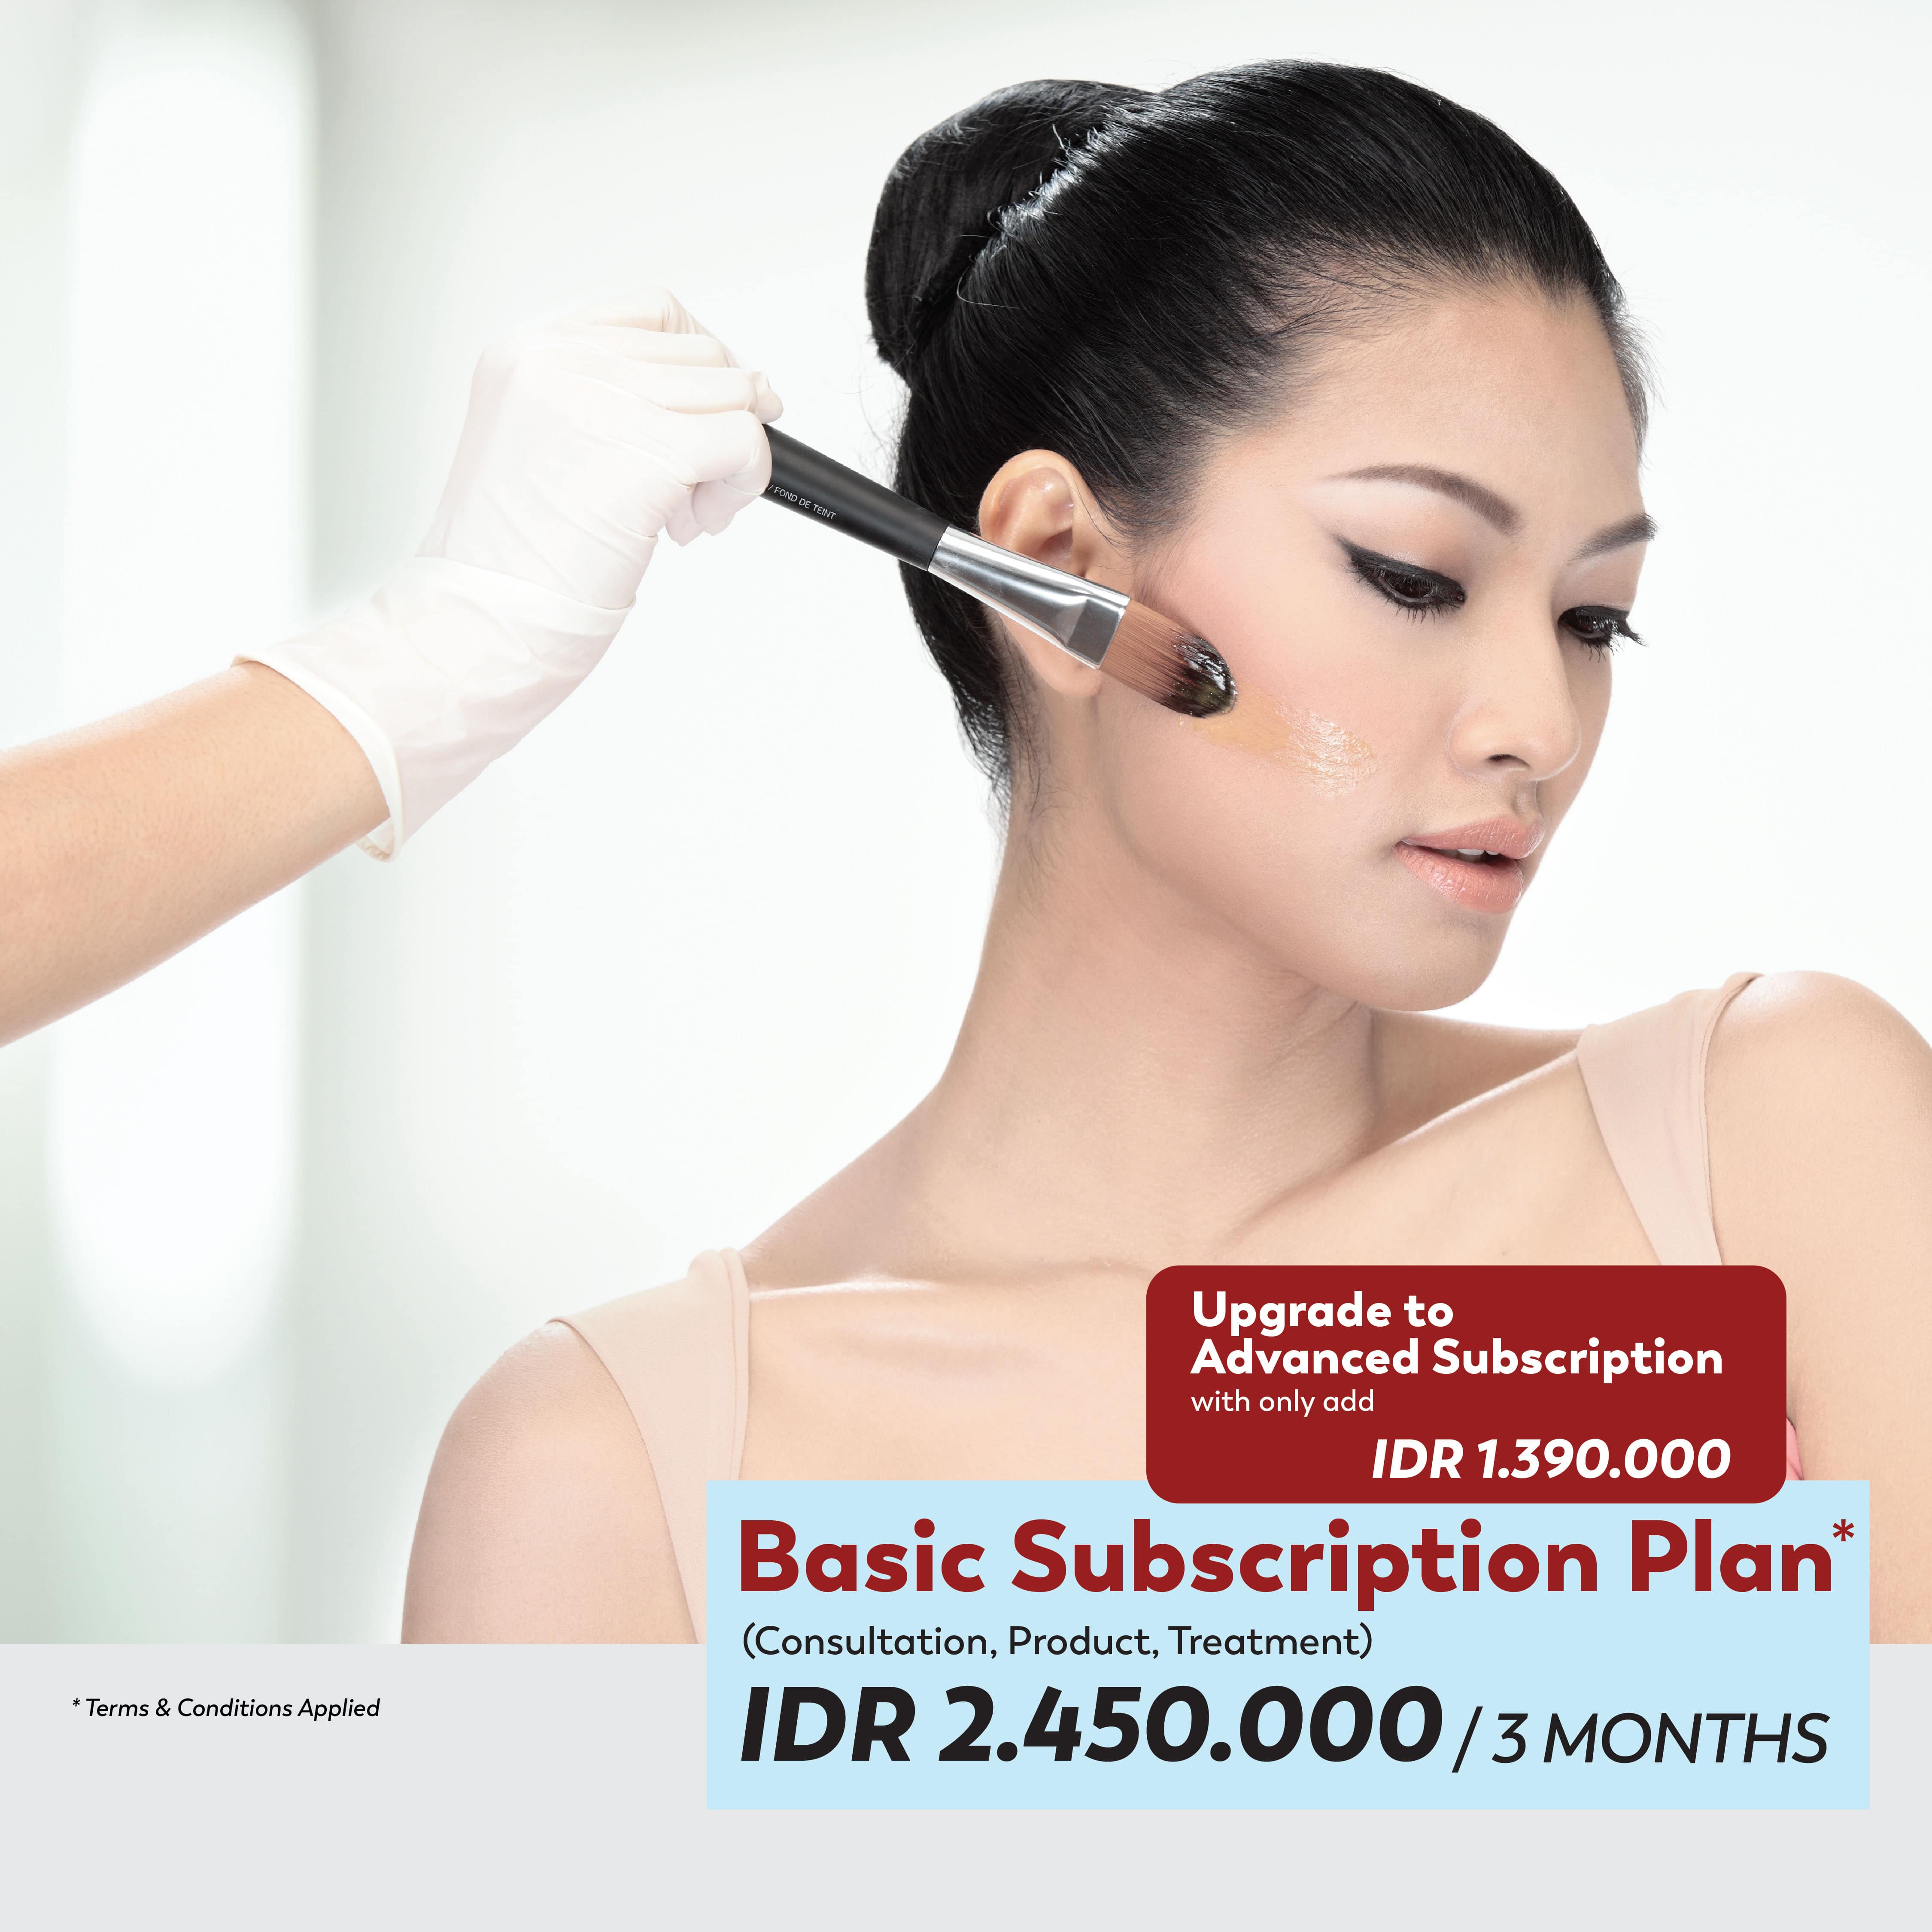 / FOND DE TEINT
Upgrade to
Advanced Subscription
with only add
IDR 1.390.000
Basic Subscription Plan*
(Consultation, Product, Treatment)
IDR 2.450.000 / 3 MONTHS
* Terms & Conditions Applied